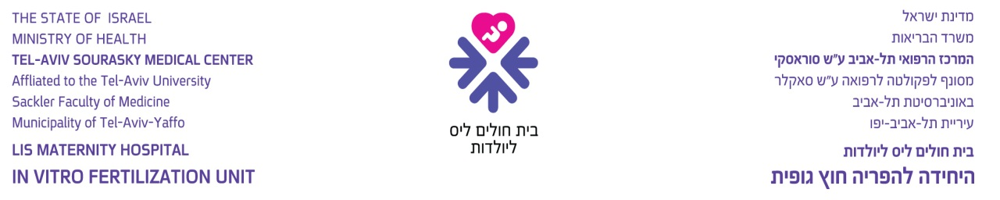 THE STATE OF ISRAEL
MINISTRY OF HEALTH
TEL-AVIV SOURASKY MEDICAL CENTER
Affliated to the Tel-Aviv University
Sackler Faculty of Medicine
Municipality of Tel-Aviv-Yaffo
LIS MATERNITY HOSPITAL
IN VITRO FERTILIZATION UNIT
בית חולים ליס
ליולדות
מדינת ישראל
משרד הבריאות
המרכז הרפואי תל-אביב ע"ש סוראסקי
מסונף לפקולטה לרפואה ע"ש סאקלר
באוניברסיטת תל-אביב
עיריית תל-אביב-יפו
בית חולים ליס ליולדות
היחידה להפריה חוץ גופית